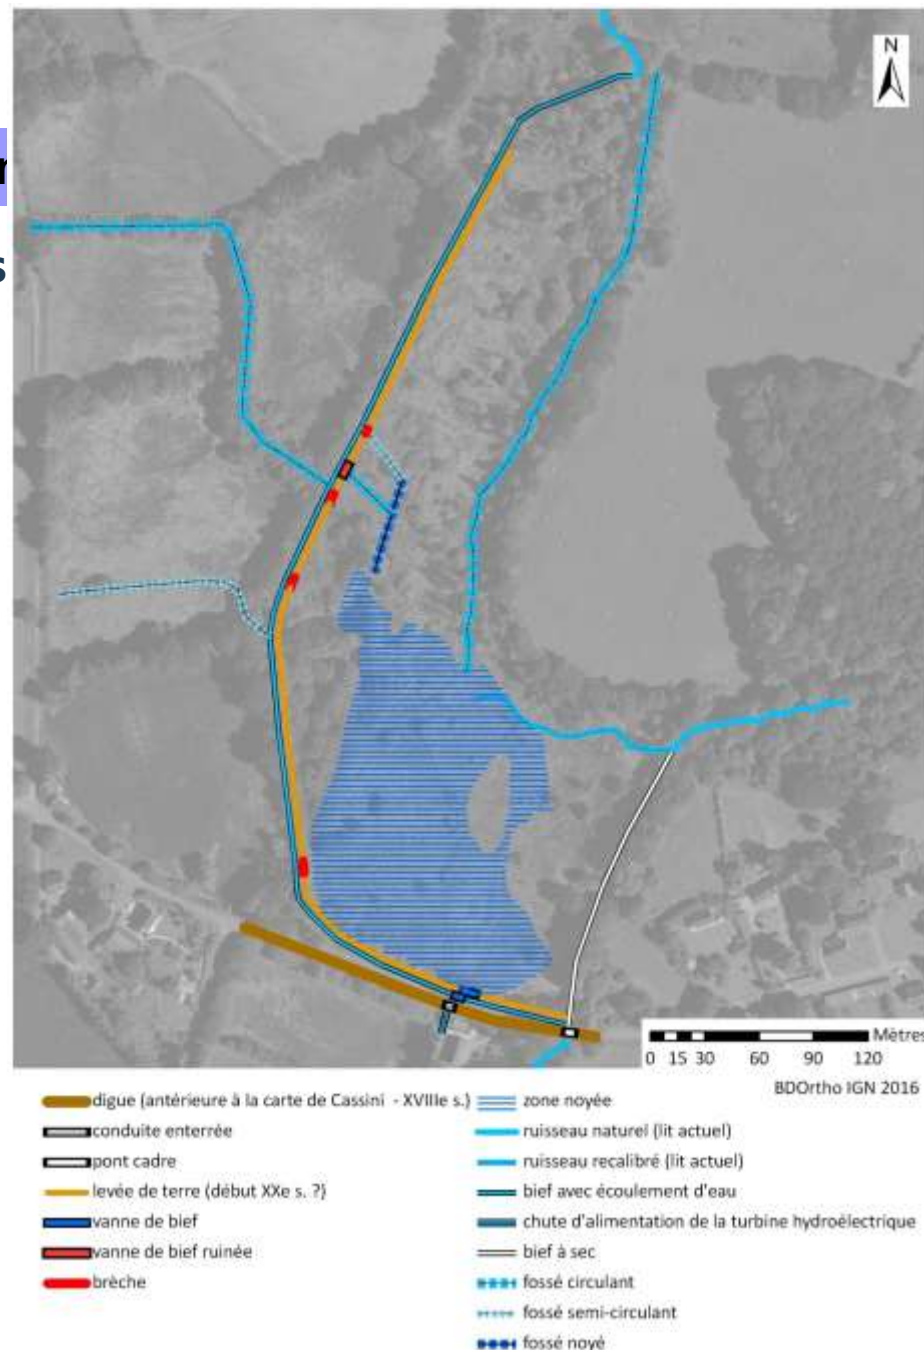 N
s
Mètres
0 15 30 60 90 120
BDOrtho IGN 2016
digue (antérieure à la carte de Cassini - XVIIIe s.)
conduite enterrée
pont cadre
levée de terre (début XXe s. ?)
vanne de bief
vanne de bief ruinée
brèche
zone noyée
ruisseau naturel (lit actuel)
ruisseau recalibré (lit actuel)
bief avec écoulement d'eau
chute d'alimentation de la turbine hydroélectrique
bief à sec
fossé circulant
fossé semi-circulant
fossé noyé